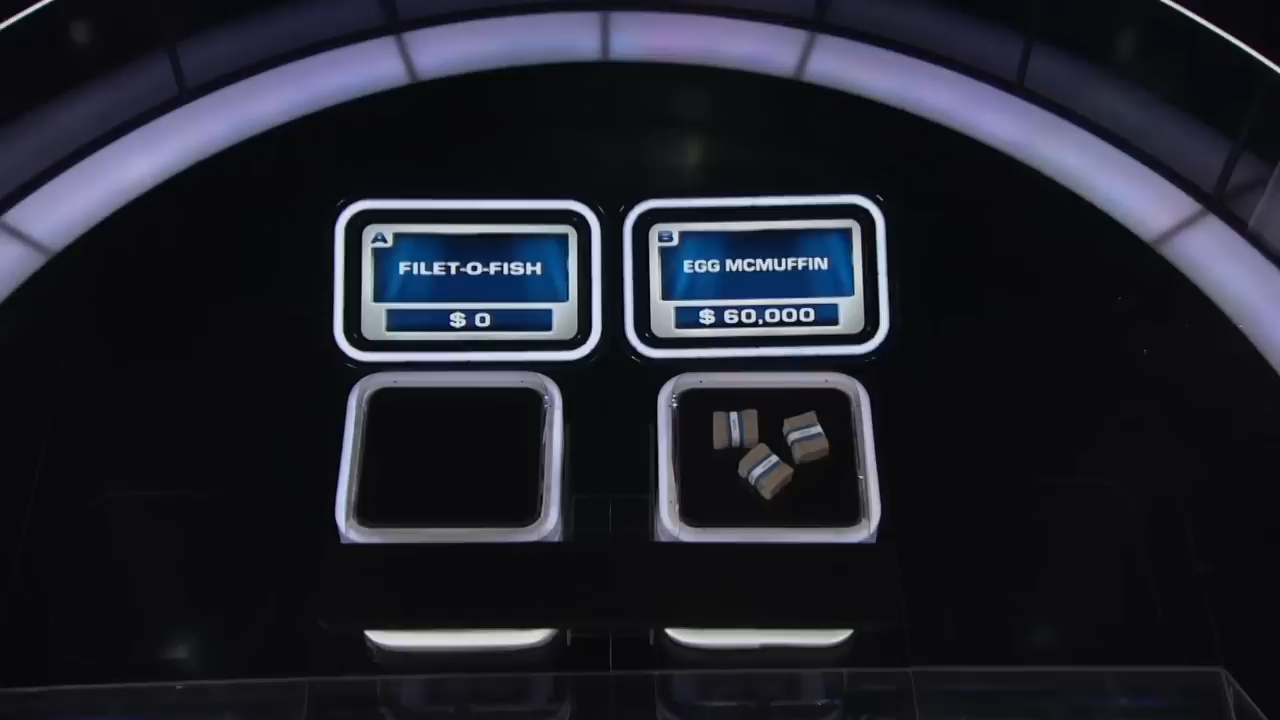 A
FILET-O-FISH
$ 0
B
EGG MCMUFFIN
$ 60,000